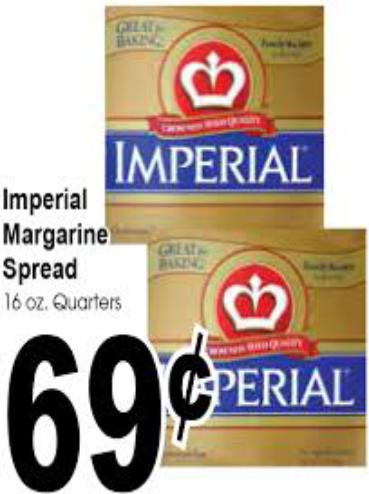 GREAT for
BAKING!
CROWNED WITH QUALITY
IMPERIAL
Imperial
Margarine
Spread
16 oz. Quarters
GREAT for
BAKING!
CROWNED WITH QUALITY
PERIAL
69¢